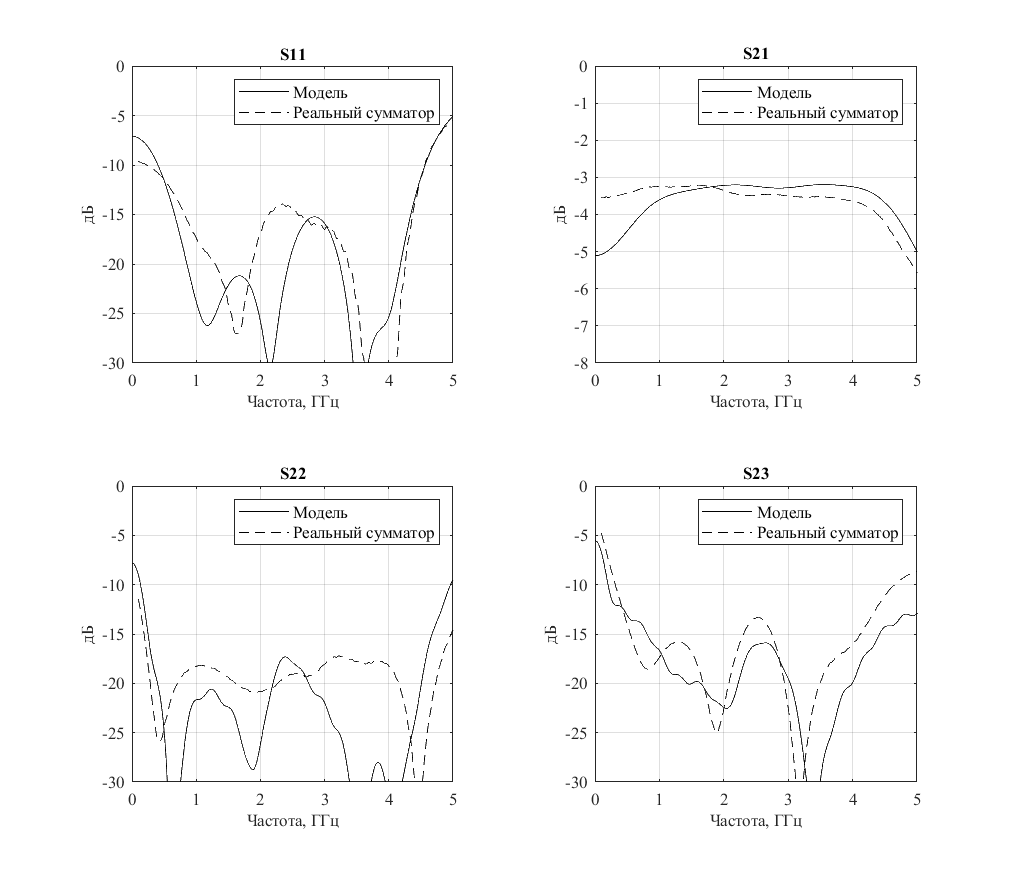 S11
0
-5
-10
-15
-20
-25
-30
дБ
Модель
Реальный сумматор
0 1 2 3 4 5
Частота, ГГц
S21
0
-1
-2
-3
-4
-5
-6
-7
-8
дБ
Модель
Реальный сумматор
0 1 2 3 4 5
Частота, ГГц
S22
0
-5
-10
-15
-20
-25
-30
дБ
Модель
Реальный сумматор
0 1 2 3 4 5
Частота, ГГц
S23
0
-5
-10
-15
-20
-25
-30
дБ
Модель
Реальный сумматор
0 1 2 3 4 5
Частота, ГГц